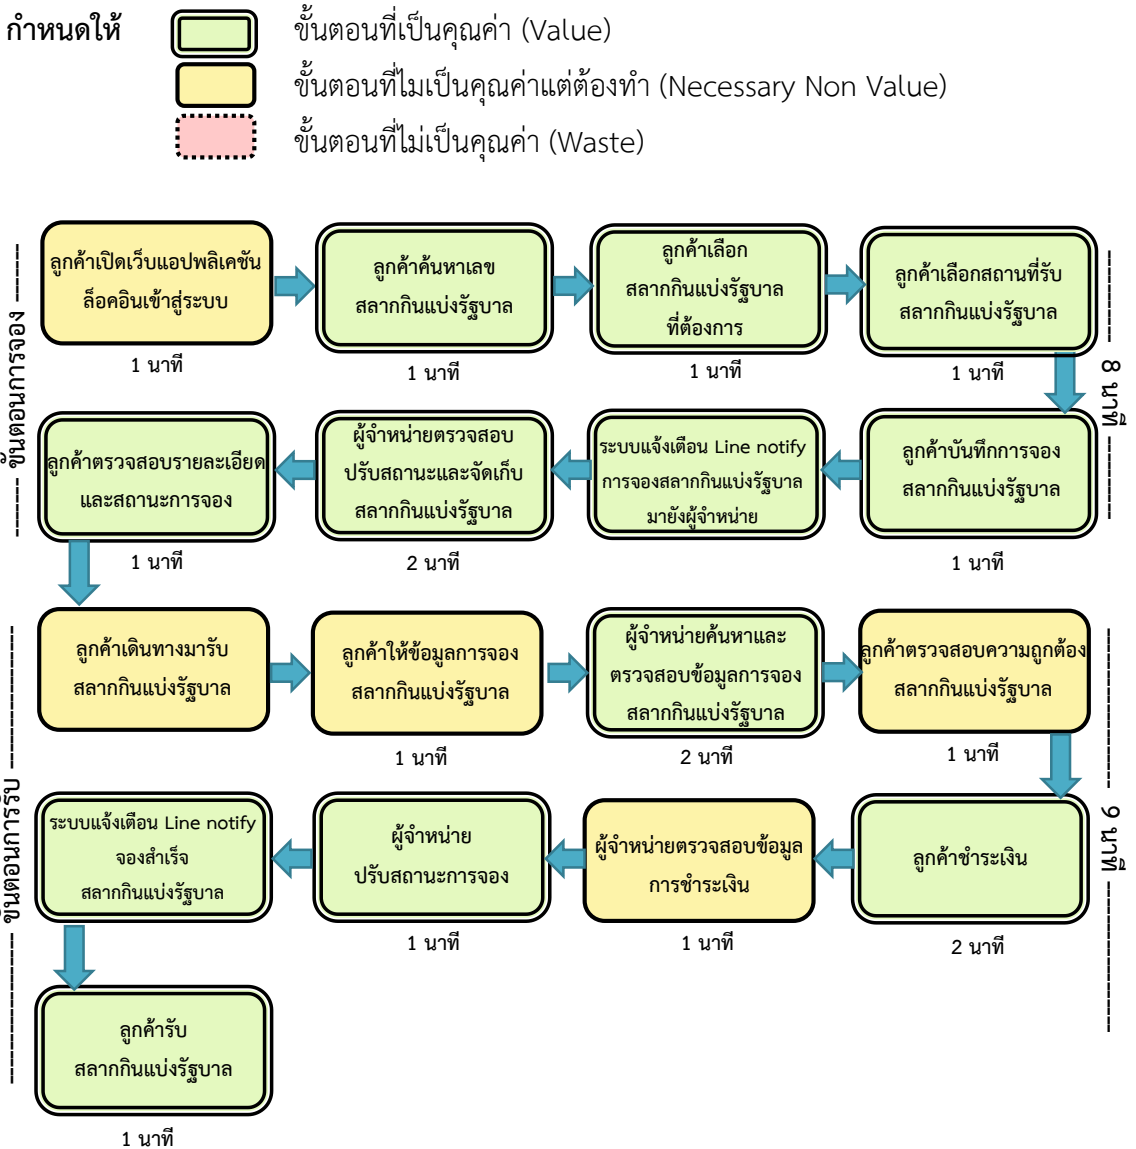 กำหนดให้
ขั้นตอนที่เป็นคุณค่า (Value)
ขั้นตอนที่ไมเป็นคุณค่าแต่ต้องทำ (Necessary Non Value)
ขั้นตอนที่ไม่เป็นคุณค่า (Waste)
ขั้นตอนการจอง
ลูกค้าเปิดเว็บแอปพลิเคชัน
ล็อคอินเข้าสู่ระบบ
1 นาที
ลูกค้าค้นหาเลข
สลากกินแบ่งรัฐบาล
1 นาที
ลูกค้าเลือก
สลากกินแบ่งรัฐบาล
ที่ต้องการ
1 นาที
ลูกค้าเลือกสถานที่รับ
สลากกินแบ่งรัฐบาล
1 นาที
8 นาที
ลูกค้าบันทึกการจอง
สลากกินแบ่งรัฐบาล
1 นาที
ระบบแจ้งเตือน Line notify
การจองสลากกินแบ่งรัฐบาล
มายังผู้จำหน่าย
ผู้จำหน่ายตรวจสอบ
ปรับสถานะและจัดเก็บ
สลากกินแบ่งรัฐบาล
2 นาที
ลูกค้าตรวจสอบรายละเอียด
และสถานะการจอง
1 นาที
ขั้นตอนการรับ
ลูกค้าเดินทางมารับ
สลากกินแบ่งรัฐบาล
ลูกค้าให้ข้อมูลการจอง
สลากกินแบ่งรัฐบาล
1 นาที
ผู้จำหน่ายค้นหาและ
ตรวจสอบข้อมูลการจอง
สลากกินแบ่งรัฐบาล
2 นาที
ลูกค้าตรวจสอบความถูกต้อง
สลากกินแบ่งรัฐบาล
1 นาที
9 นาที
ลูกค้าชำระเงิน
2 นาที
ผู้จำหน่ายตรวจสอบข้อมูล
การชำระเงิน
1 นาที
ผู้จำหน่าย
ปรับสถานะการจอง
1 นาที
ระบบแจ้งเตือน Line notify
จองสำเร็จ
สลากกินแบ่งรัฐบาล
ลูกค้ารับ
สลากกินแบ่งรัฐบาล
1 นาที